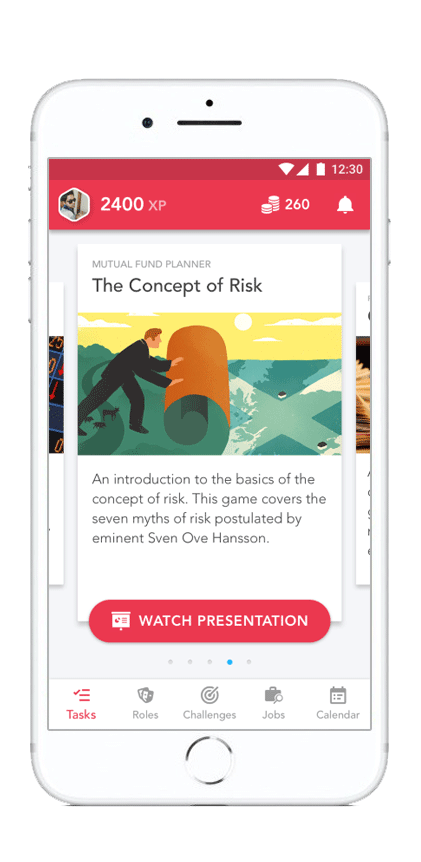 12:30
2400 XP
260
MUTUAL FUND PLANNER
The Concept of Risk
An introduction to the basics of the
concept of risk. This game covers the
seven myths of risk postulated by
eminent Sven Ove Hansson.
WATCH PRESENTATION
Tasks
Roles
Challenges
Jobs
Calendar